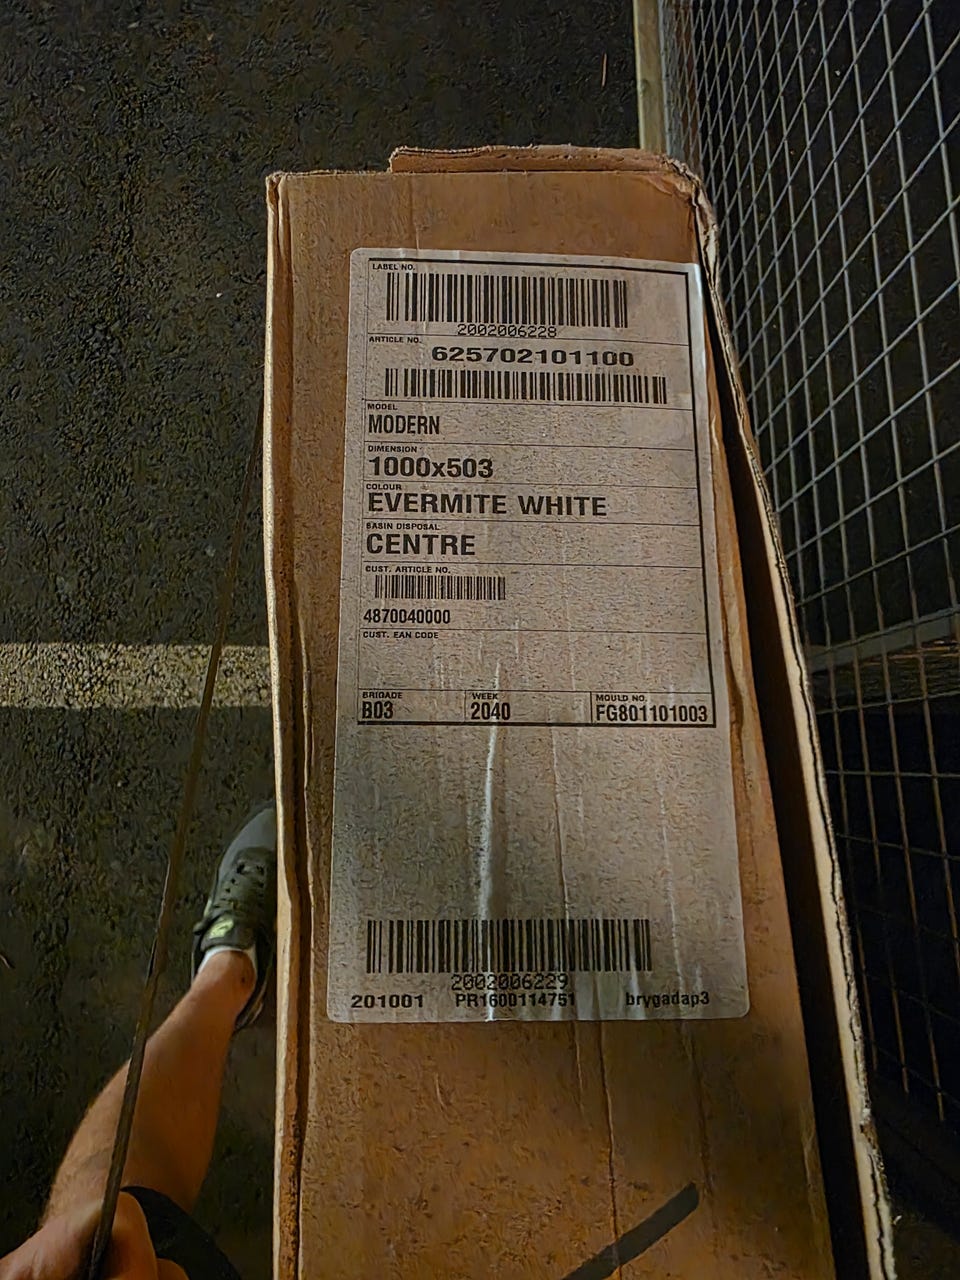 LABEL NO.
2002006228
ARTICLE NO.
625702101100
MODEL
MODERN
DIMENSION
1000x503
COLOUR
EVERMITE WHITE
BASIN DISPOSAL
CENTRE
CUST. ARTICLE NO.
4870040000
CUST. EAN CODE
BRIGADE WEEK MOULD NO.
B03 2040 FG801101003
2002006229
201001 PR1600114751 brygadap3